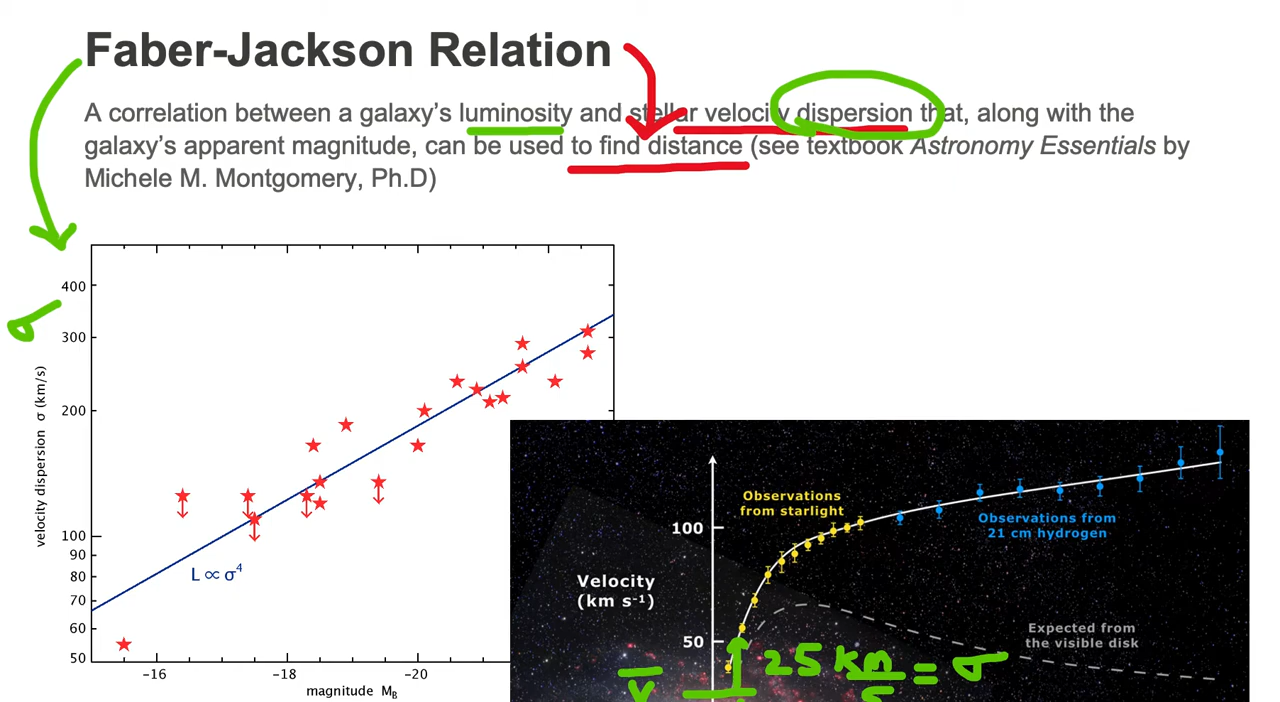 Faber-Jackson Relation
A correlation between a galaxy’s luminosity and stellar velocity dispersion that, along with the
galaxy’s apparent magnitude, can be used to find distance (see textbook Astronomy Essentials by
Michele M. Montgomery, Ph.D)
σ
400
300
200
100
90
80
70
60
50
velocity dispersion σ (km/s)
L ∝ σ⁴
-16
-18
-20
magnitude M_B
Observations
from starlight
Observations from
21 cm hydrogen
100
Velocity
(km s⁻¹)
50
Expected from
the visible disk
v̅
25 km/s = σ